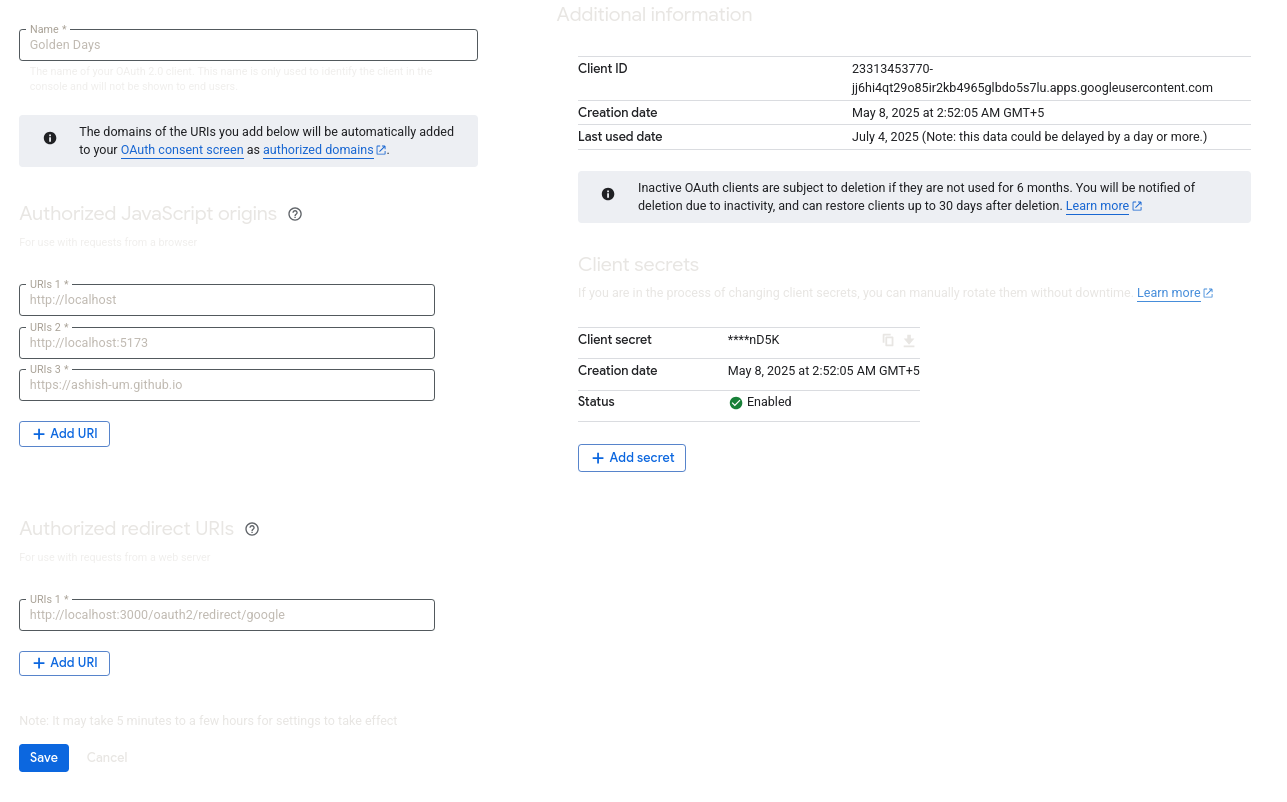 Name *
Golden Days
The name of your OAuth 2.0 client. This name is only used to identify the client in the
console and will not be shown to end users.
The domains of the URIs you add below will be automatically added
to your OAuth consent screen as authorized domains.
Authorized JavaScript origins
For use with requests from a browser
URIs 1 *
http://localhost
URIs 2 *
http://localhost:5173
URIs 3 *
https://ashish-um.github.io
Add URI
Authorized redirect URIs
For use with requests from a web server
URIs 1 *
http://localhost:3000/oauth2/redirect/google
Add URI
Note: It may take 5 minutes to a few hours for settings to take effect
Save Cancel
Additional information
Client ID 23313453770-
jj6hi4qt29o85ir2kb4965glbdo5s7lu.apps.googleusercontent.com
Creation date May 8, 2025 at 2:52:05 AM GMT+5
Last used date July 4, 2025 (Note: this data could be delayed by a day or more.)
Inactive OAuth clients are subject to deletion if they are not used for 6 months. You will be notified of
deletion due to inactivity, and can restore clients up to 30 days after deletion. Learn more
Client secrets
If you are in the process of changing client secrets, you can manually rotate them without downtime. Learn more
Client secret ****nD5K
Creation date May 8, 2025 at 2:52:05 AM GMT+5
Status Enabled
Add secret